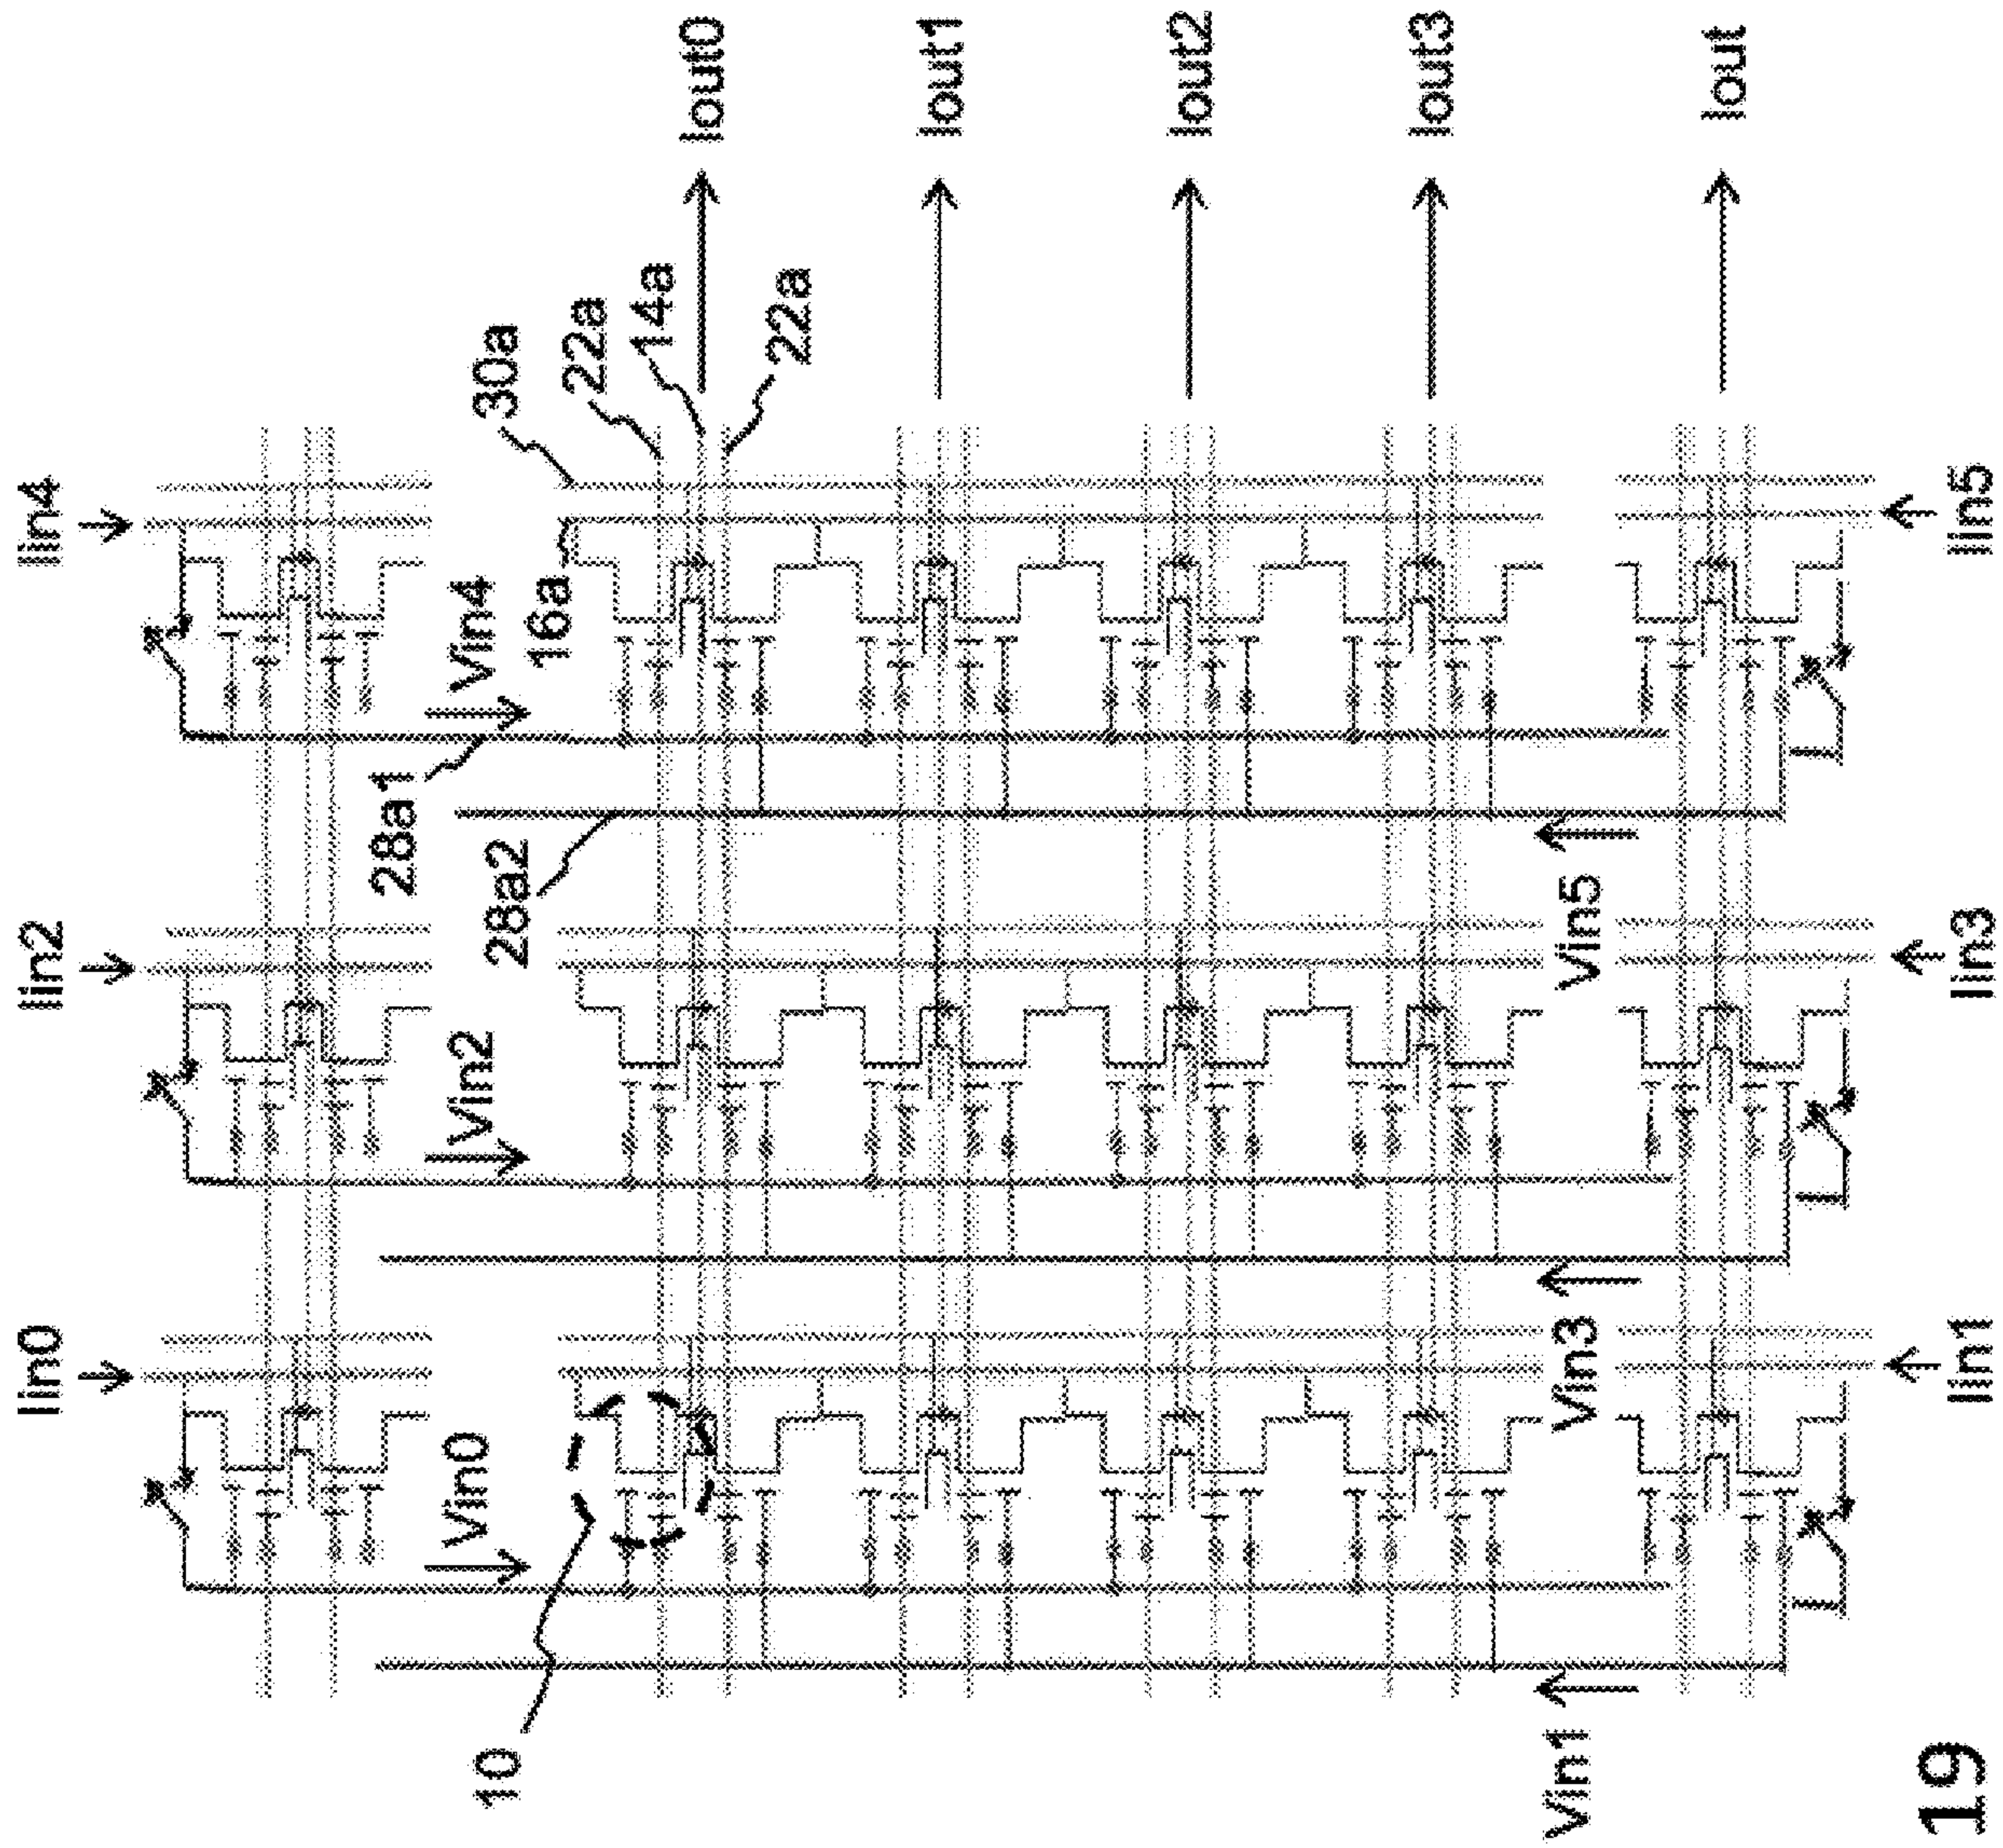 Iin4
Iin2
Iin0
Iout0
Iout1
Iout2
Iout3
Iout
30a
22a
14a
22a
16a
Vin4
28a1
28a2
Vin2
Vin0
10
Vin5
Vin3
Vin1
Iin5
Iin3
Iin1
19